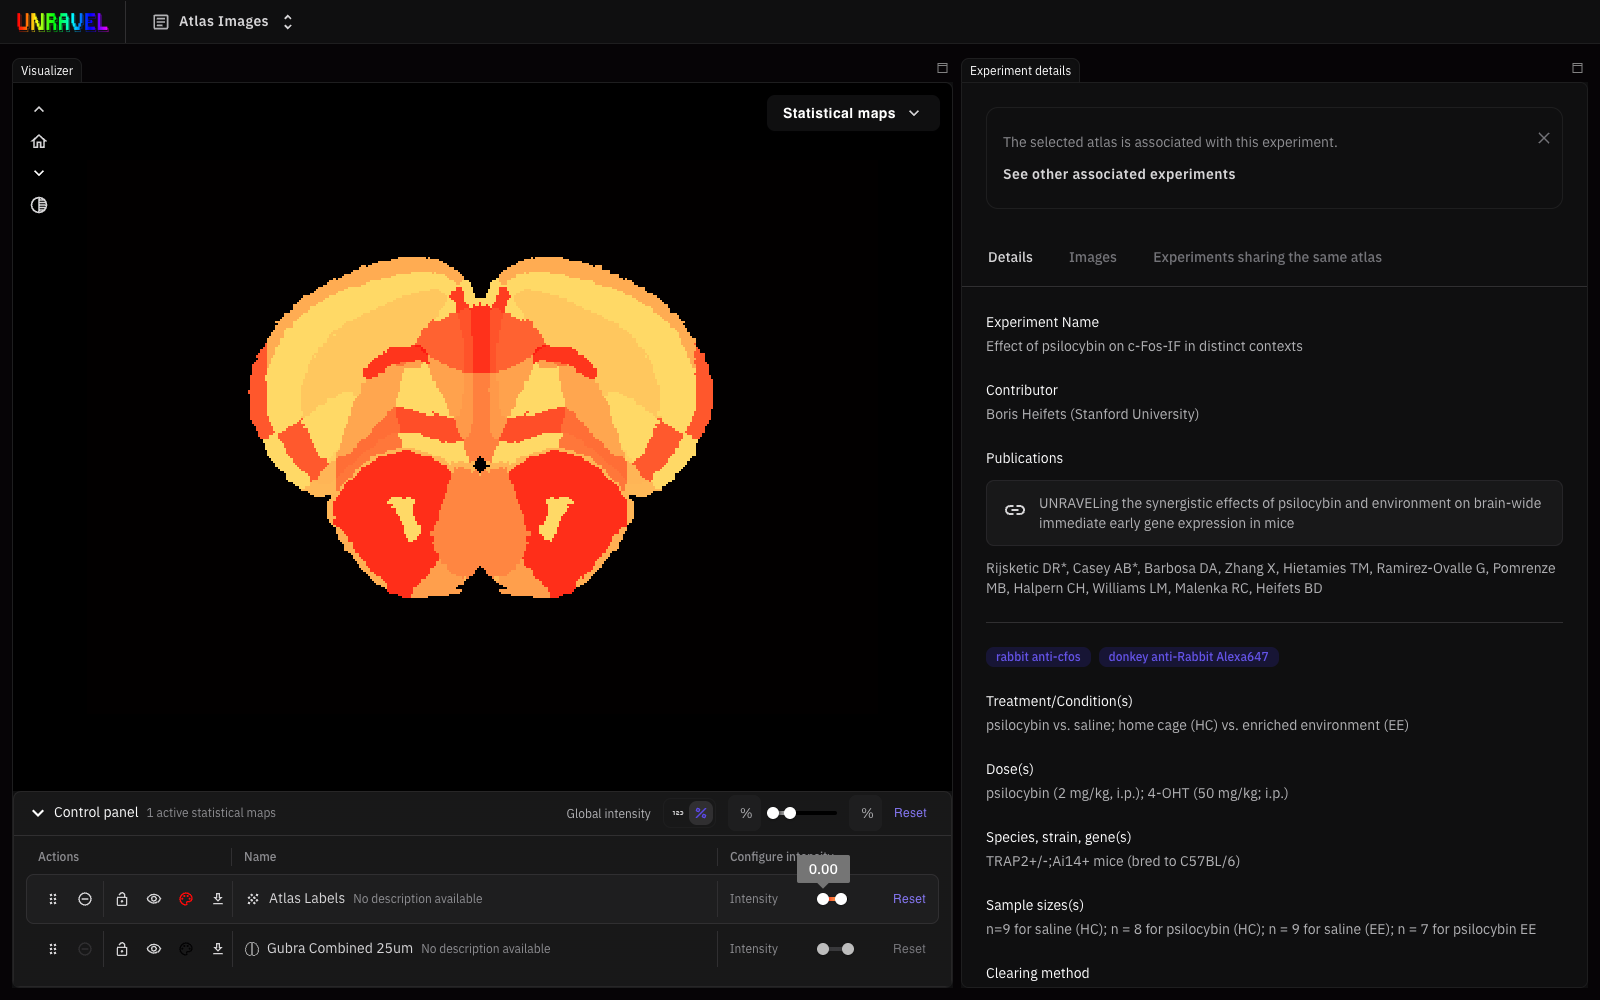 UNRAVEL
Atlas Images
Visualizer
Statistical maps
Control panel 1 active statistical maps
Global intensity 123 % % % Reset
Actions Name Configure intensity
0.00
Atlas Labels No description available Intensity Reset
Gubra Combined 25um No description available Intensity Reset
Experiment details
The selected atlas is associated with this experiment.
See other associated experiments
Details Images Experiments sharing the same atlas
Experiment Name
Effect of psilocybin on c-Fos-IF in distinct contexts
Contributor
Boris Heifets (Stanford University)
Publications
UNRAVELing the synergistic effects of psilocybin and environment on brain-wide
immediate early gene expression in mice
Rijsketic DR*, Casey AB*, Barbosa DA, Zhang X, Hietamies TM, Ramirez-Ovalle G, Pomrenze
MB, Halpern CH, Williams LM, Malenka RC, Heifets BD
rabbit anti-cfos donkey anti-Rabbit Alexa647
Treatment/Condition(s)
psilocybin vs. saline; home cage (HC) vs. enriched environment (EE)
Dose(s)
psilocybin (2 mg/kg, i.p.); 4-OHT (50 mg/kg; i.p.)
Species, strain, gene(s)
TRAP2+/-;Ai14+ mice (bred to C57BL/6)
Sample sizes(s)
n=9 for saline (HC); n = 8 for psilocybin (HC); n = 9 for saline (EE); n = 7 for psilocybin EE
Clearing method